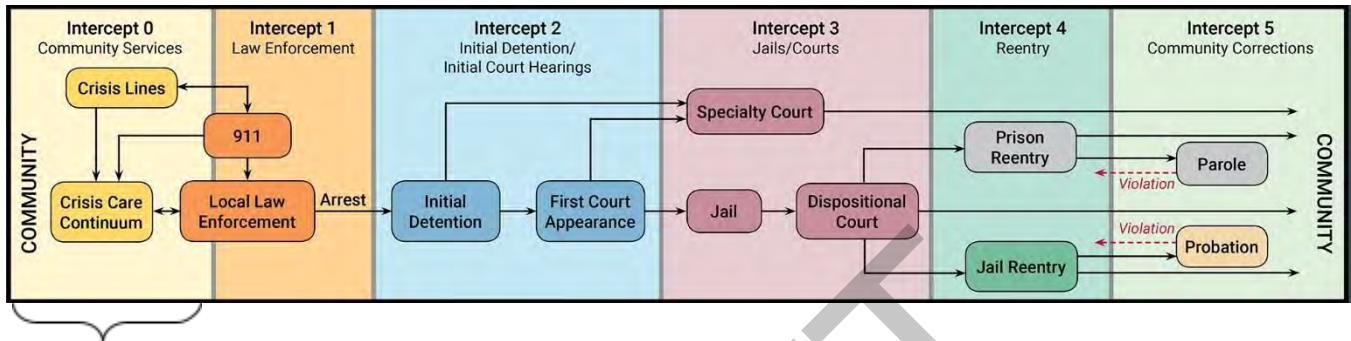 Intercept 0
Community Services
Intercept 1
Law Enforcement
Intercept 2
Initial Detention/
Initial Court Hearings
Intercept 3
Jails/Courts
Intercept 4
Reentry
Intercept 5
Community Corrections
COMMUNITY
Crisis Lines
911
Crisis Care
Continuum
Local Law
Enforcement
Arrest
Initial
Detention
First Court
Appearance
Specialty Court
Jail
Dispositional
Court
Prison
Reentry
Jail Reentry
Parole
Violation
Violation
Probation
COMMUNITY
T